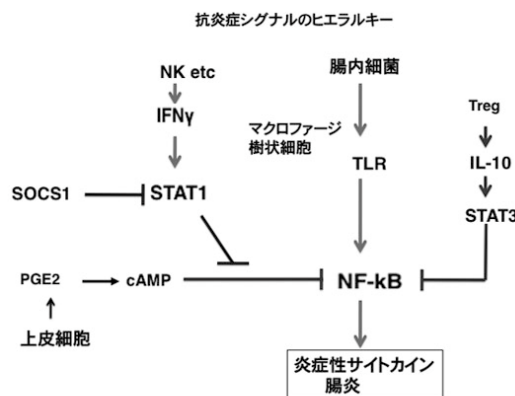 抗炎症シグナルのヒエラルキー
NK etc
腸内細菌
IFNγ
Treg
マクロファージ
樹状細胞
TLR
IL-10
SOCS1
STAT1
STAT3
PGE2
cAMP
NF-kB
上皮細胞
炎症性サイトカイン
腸炎